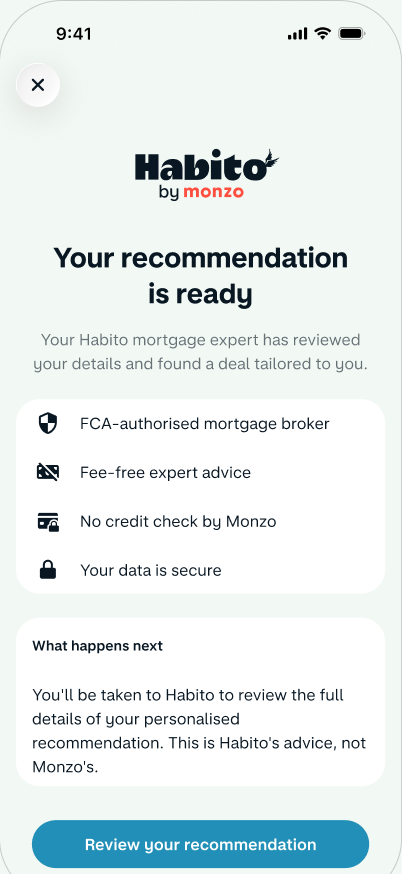 9:41
Habito
by monzo
Your recommendation
is ready
Your Habito mortgage expert has reviewed
your details and found a deal tailored to you.
FCA-authorised mortgage broker
Fee-free expert advice
No credit check by Monzo
Your data is secure
What happens next
You'll be taken to Habito to review the full
details of your personalised
recommendation. This is Habito's advice, not
Monzo's.
Review your recommendation